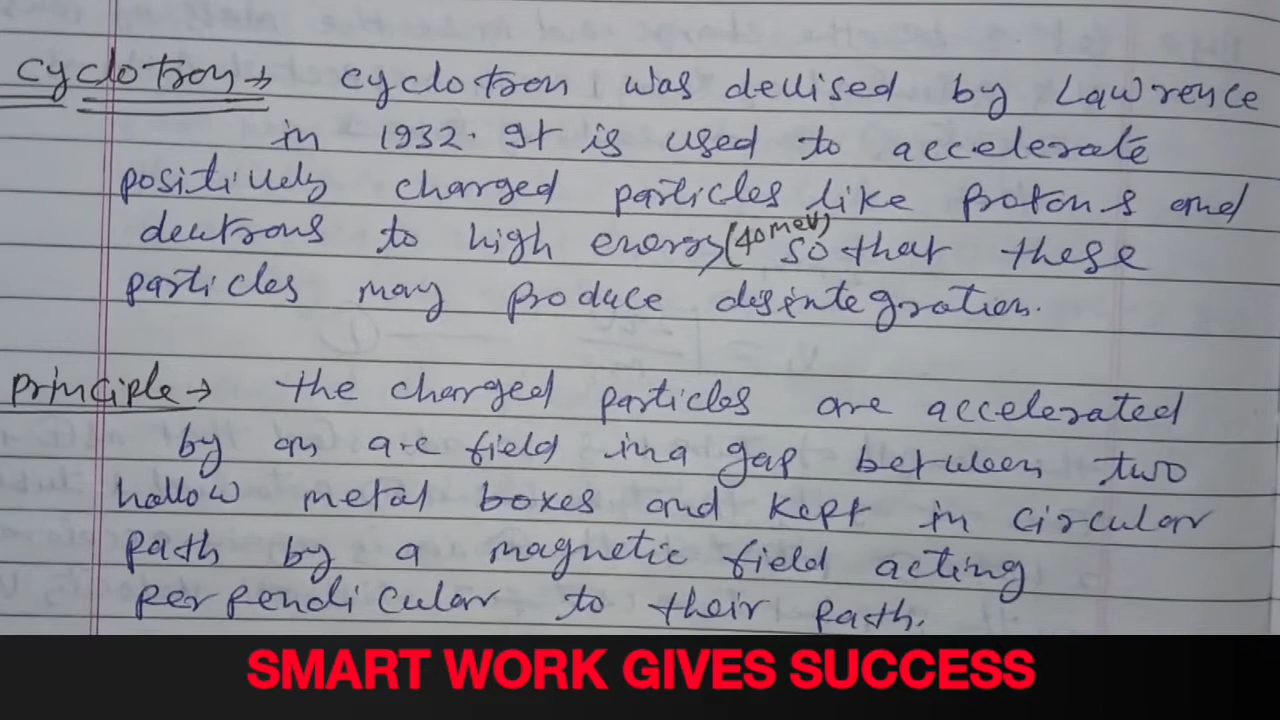 cyclotron → cyclotron was devised by Lawrence
in 1932. It is used to accelerate
positively charged particles like protons and
deutrons to high energy (40 mev) so that these
particles may produce disintegration.
Principle → the charged particles are accelerated
by an a.c field in a gap between two
hollow metal boxes and kept in circular
path by a magnetic field acting
perpendicular to their path.
SMART WORK GIVES SUCCESS